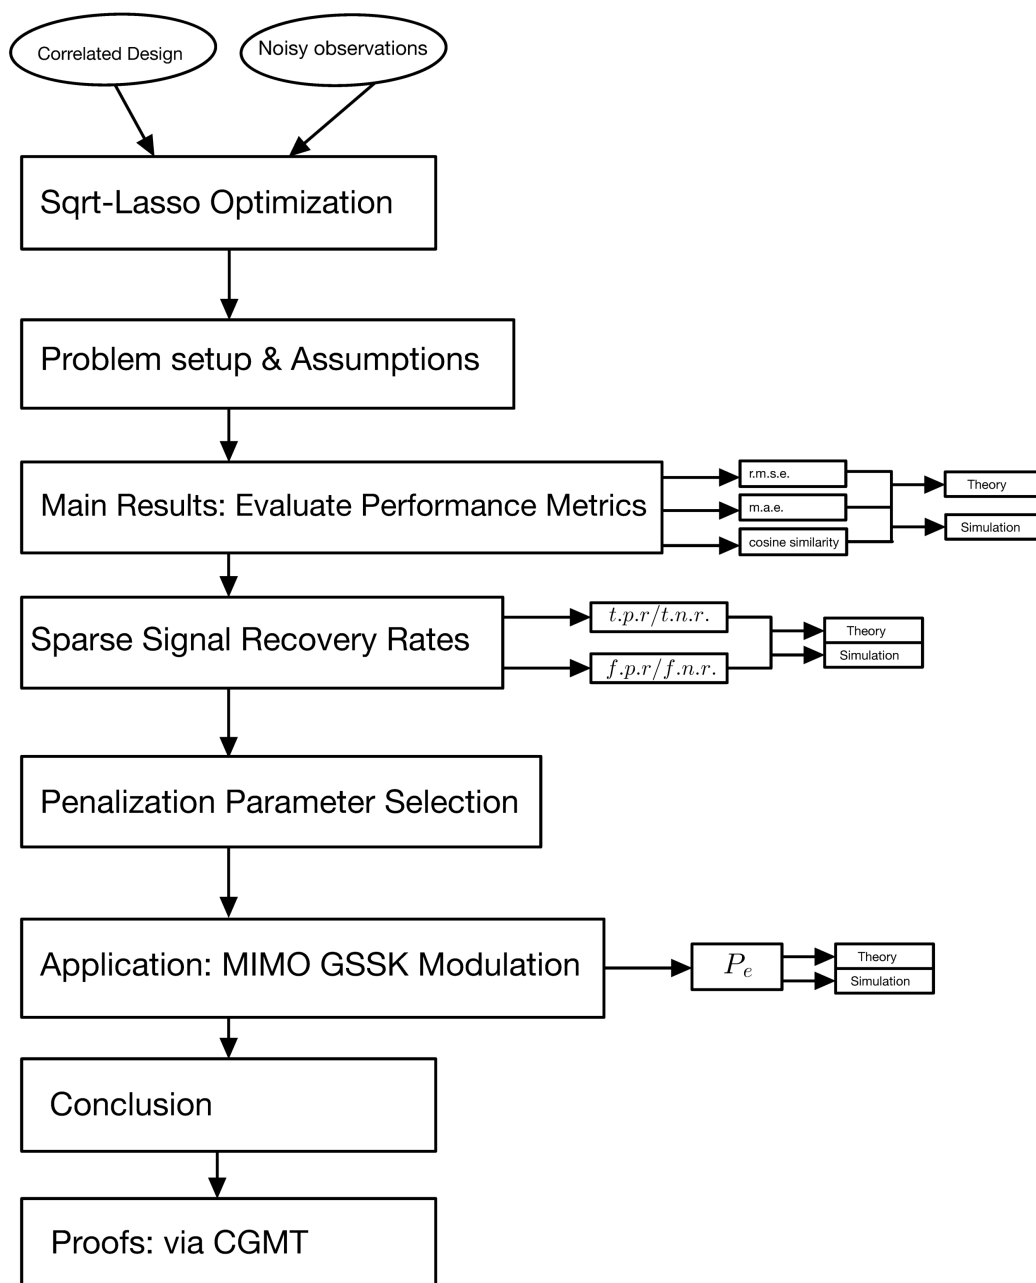 Correlated Design
Noisy observations
Sqrt-Lasso Optimization
Problem setup & Assumptions
Main Results: Evaluate Performance Metrics
r.m.s.e.
m.a.e.
cosine similarity
Theory
Simulation
Sparse Signal Recovery Rates
t.p.r/t.n.r.
f.p.r/f.n.r.
Theory
Simulation
Penalization Parameter Selection
Application: MIMO GSSK Modulation
P_e
Theory
Simulation
Conclusion
Proofs: via CGMT